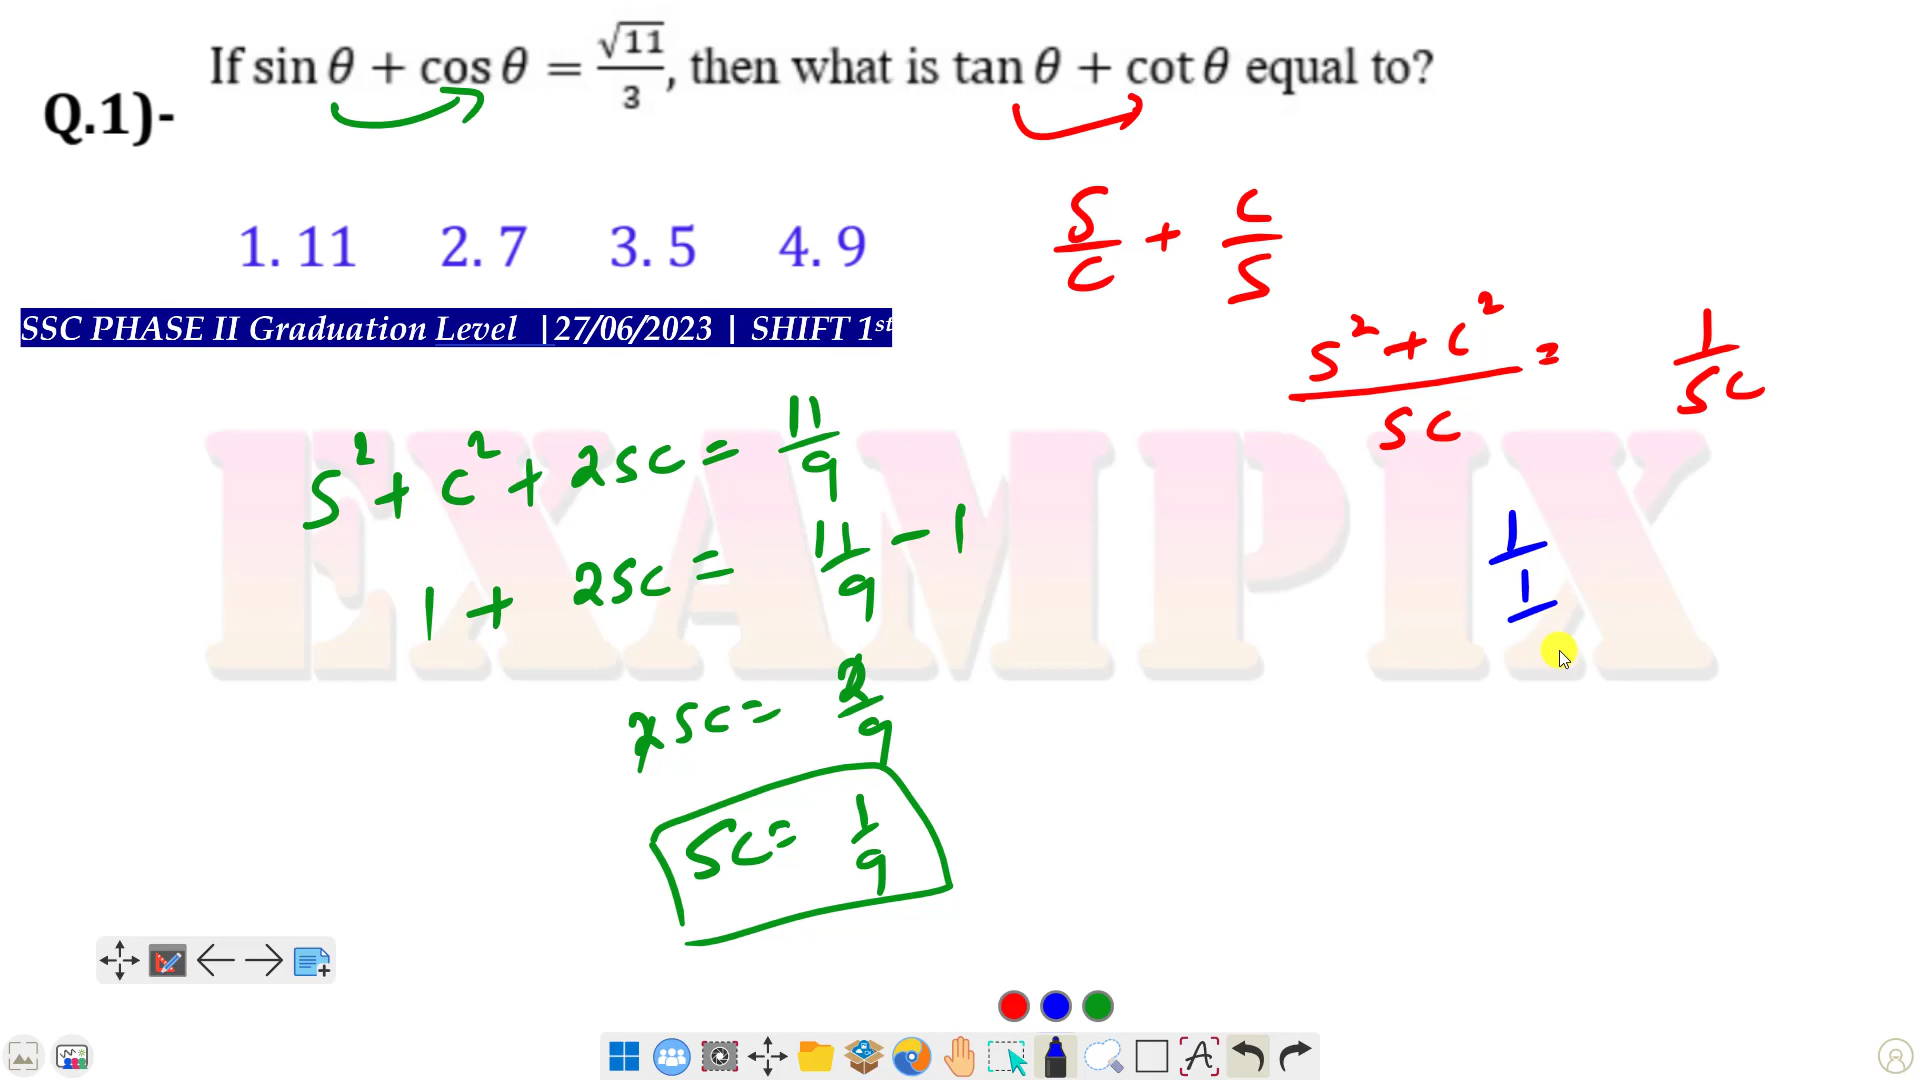 If sin θ + cos θ = √11/3, then what is tan θ + cot θ equal to?
Q.1)-
1. 11 2. 7 3. 5 4. 9
SSC PHASE II Graduation Level |27/06/2023 | SHIFT 1st
S/C + C/S
S² + C² / SC = 1/SC
S² + C² + 2SC = 11/9
1 + 2SC = 11/9 - 1
2SC = 2/9
SC = 1/9
1/1/
EXAMPIX